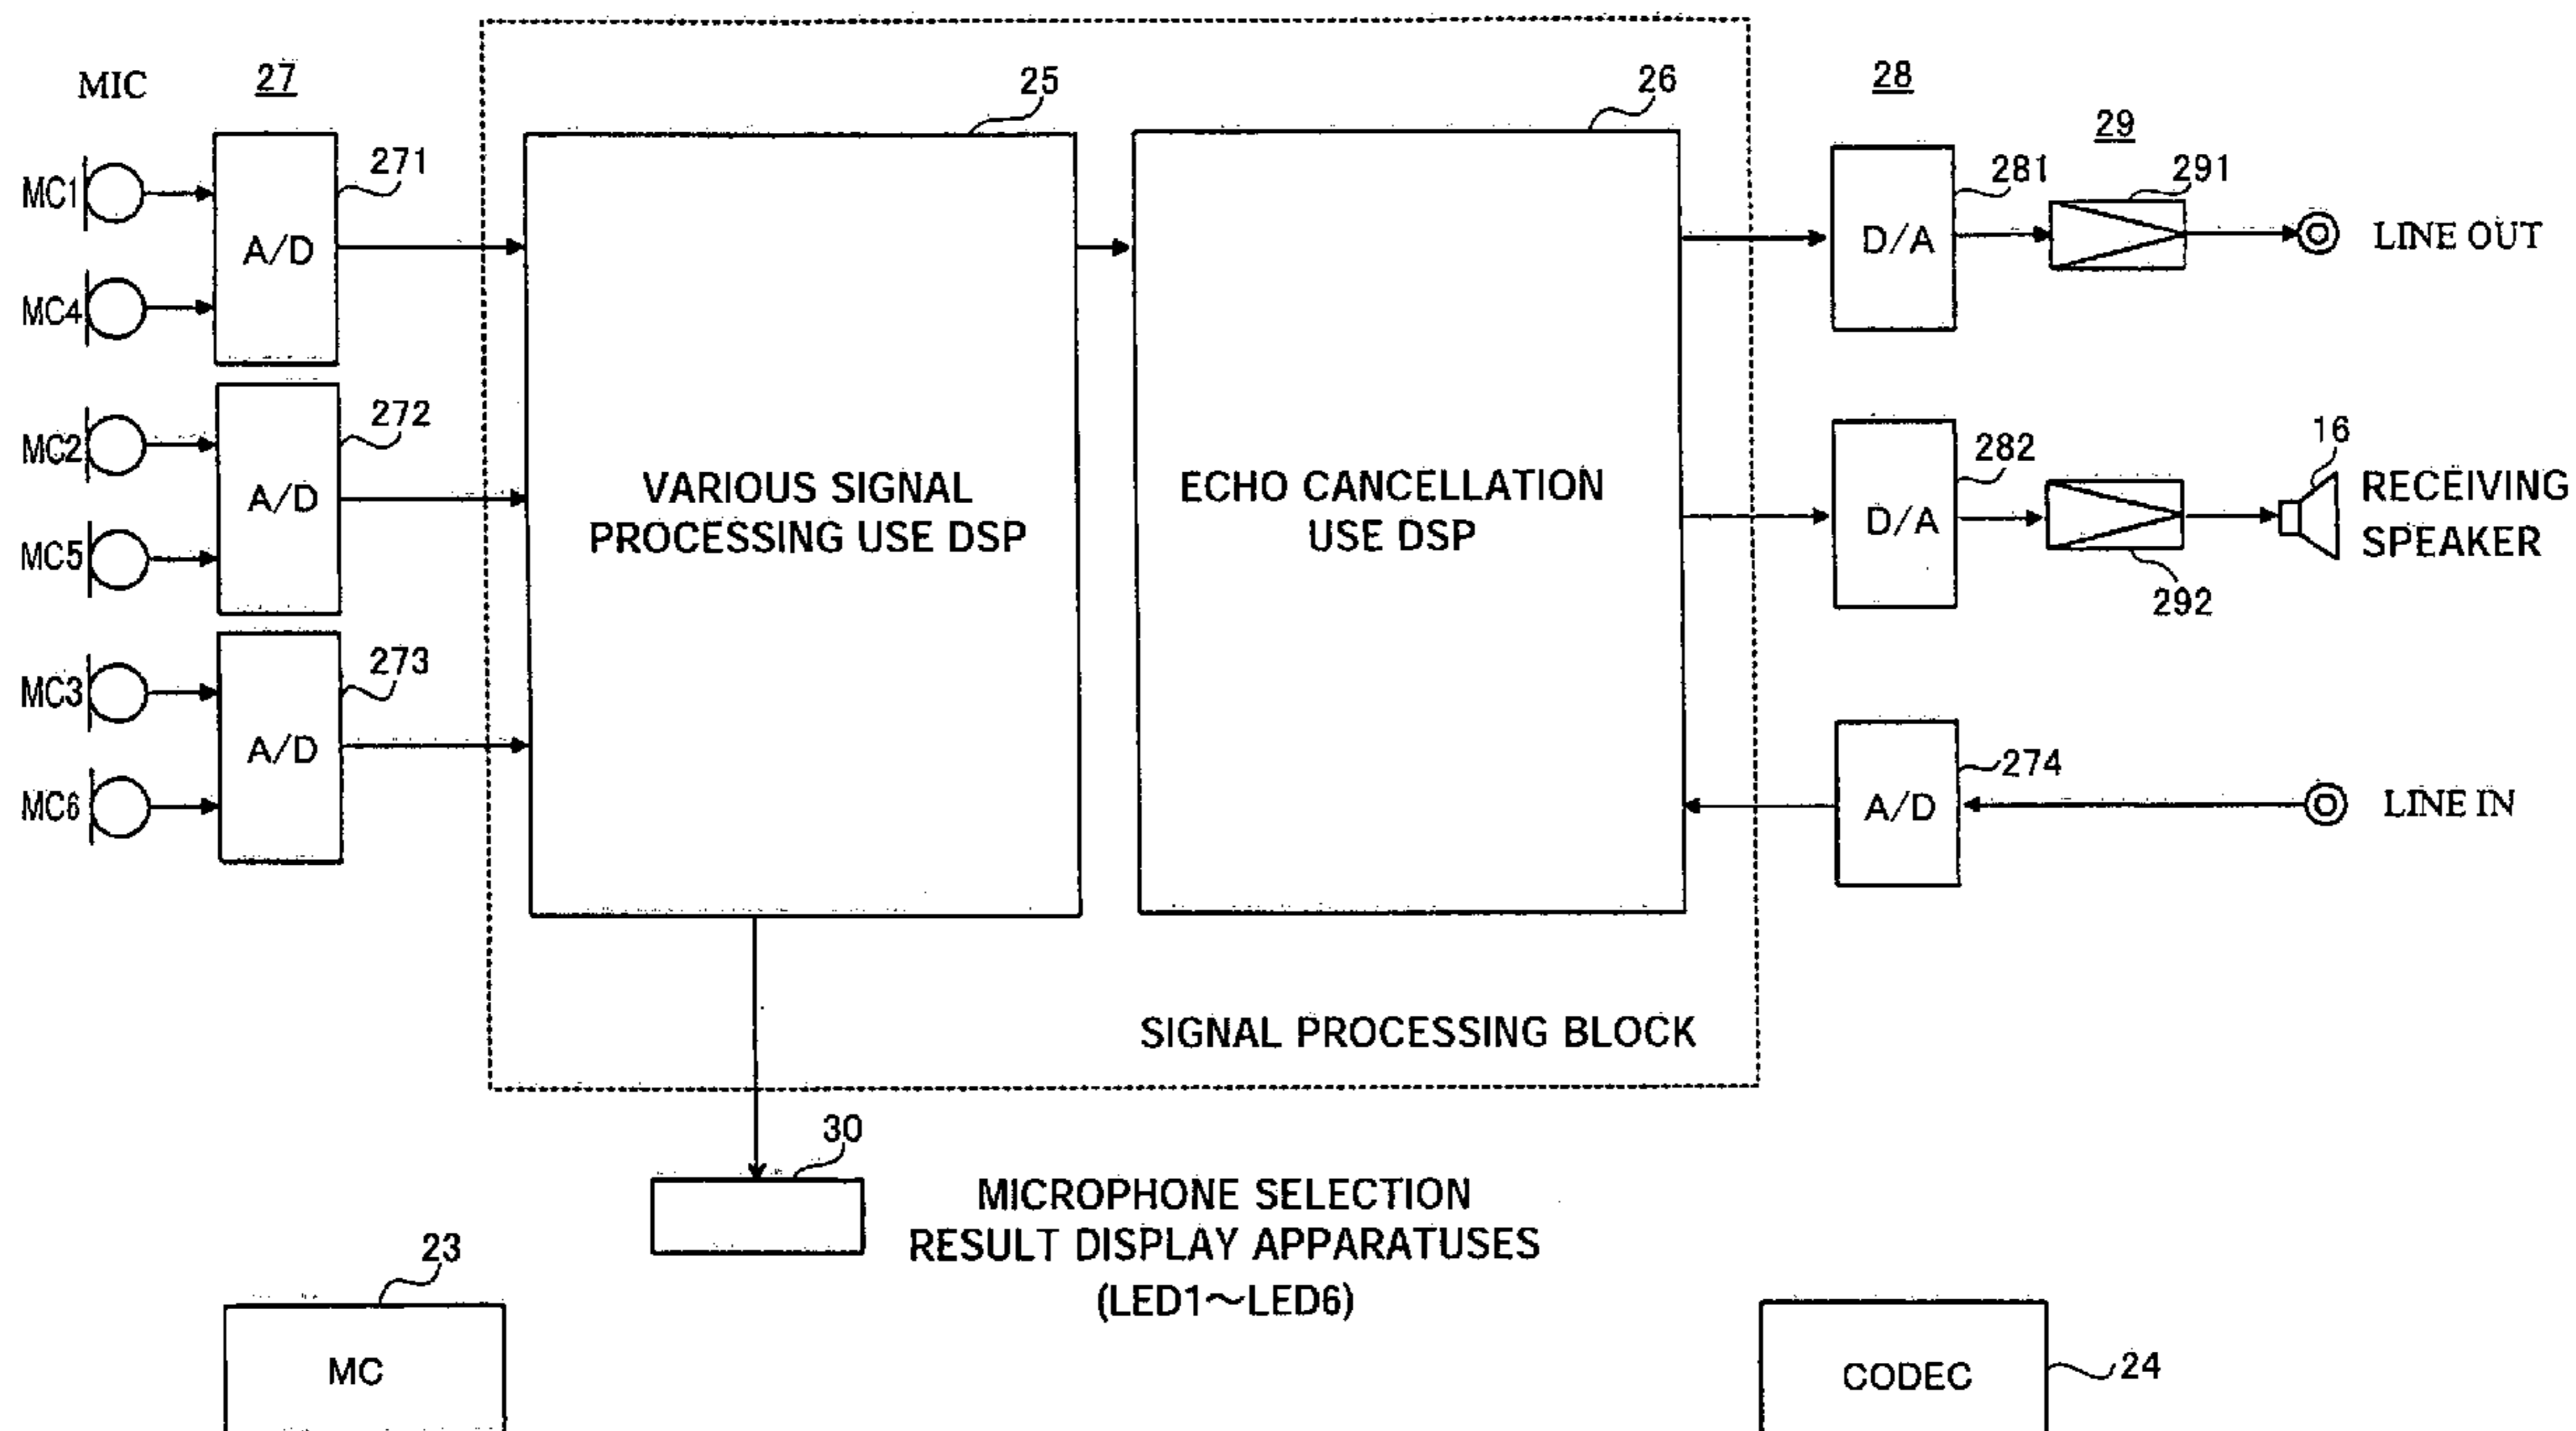 MIC
27
25
26
28
29
MC1
271
281
291
A/D
D/A
LINE OUT
MC4
MC2
272
282
16
A/D
VARIOUS SIGNAL
PROCESSING USE DSP
ECHO CANCELLATION
USE DSP
D/A
RECEIVING
SPEAKER
292
MC5
MC3
273
274
A/D
A/D
LINE IN
MC6
SIGNAL PROCESSING BLOCK
30
MICROPHONE SELECTION
RESULT DISPLAY APPARATUSES
(LED1～LED6)
23
MC
CODEC
24